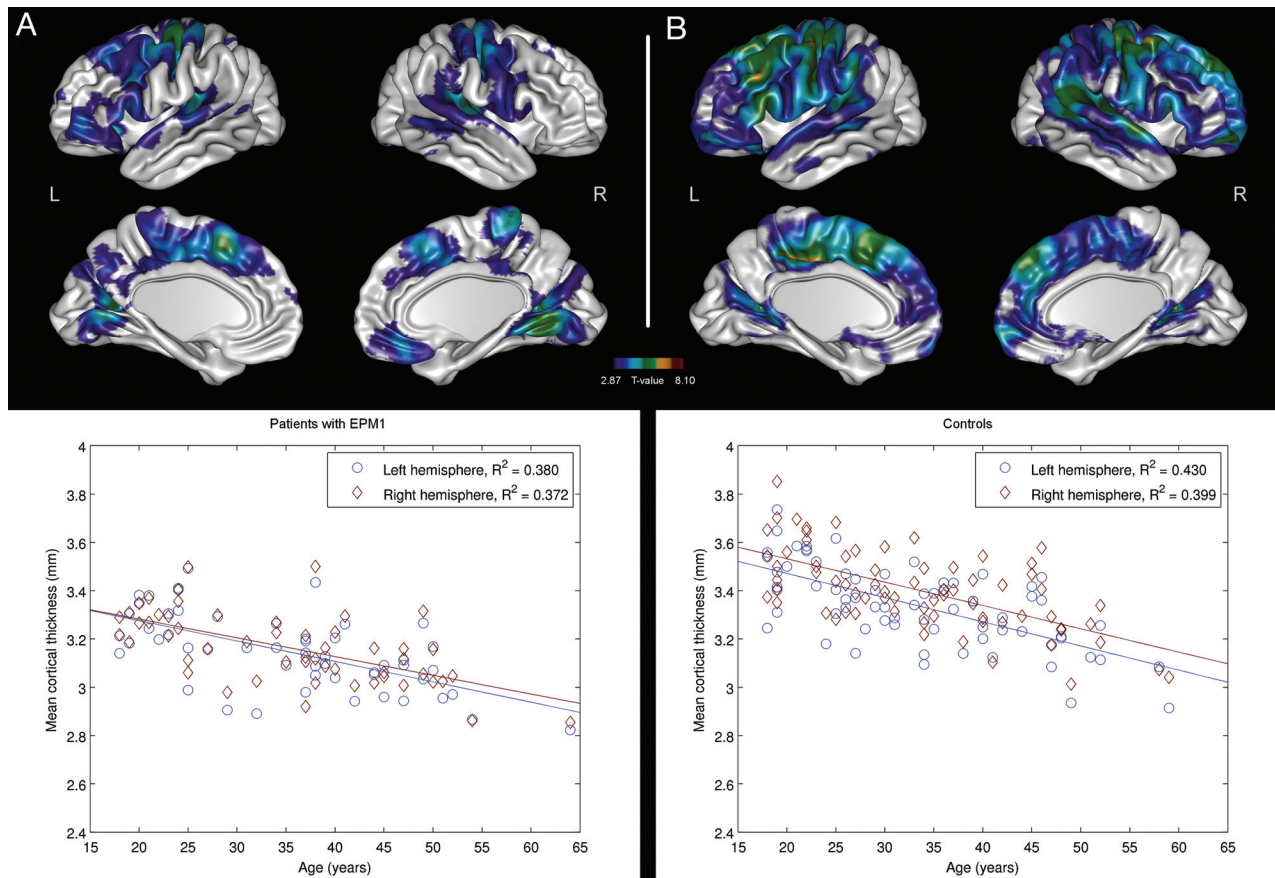 A
B
L
R
L
R
2.87 T-value 8.10
Patients with EPM1
Left hemisphere, R² = 0.380
Right hemisphere, R² = 0.372
Mean cortical thickness (mm)
4
3.8
3.6
3.4
3.2
3
2.8
2.6
2.4
15 20 25 30 35 40 45 50 55 60 65
Age (years)
Controls
Left hemisphere, R² = 0.430
Right hemisphere, R² = 0.399
Mean cortical thickness (mm)
4
3.8
3.6
3.4
3.2
3
2.8
2.6
2.4
15 20 25 30 35 40 45 50 55 60 65
Age (years)